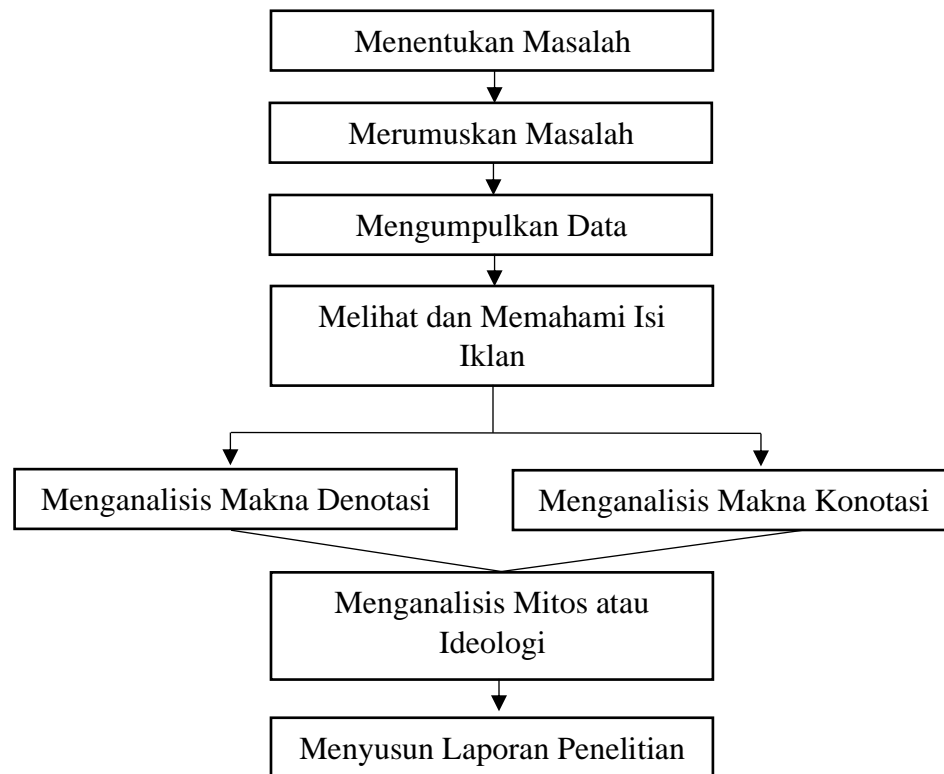 Menentukan Masalah
Merumuskan Masalah
Mengumpulkan Data
Melihat dan Memahami Isi
Iklan
Menganalisis Makna Denotasi
Menganalisis Makna Konotasi
Menganalisis Mitos atau
Ideologi
Menyusun Laporan Penelitian